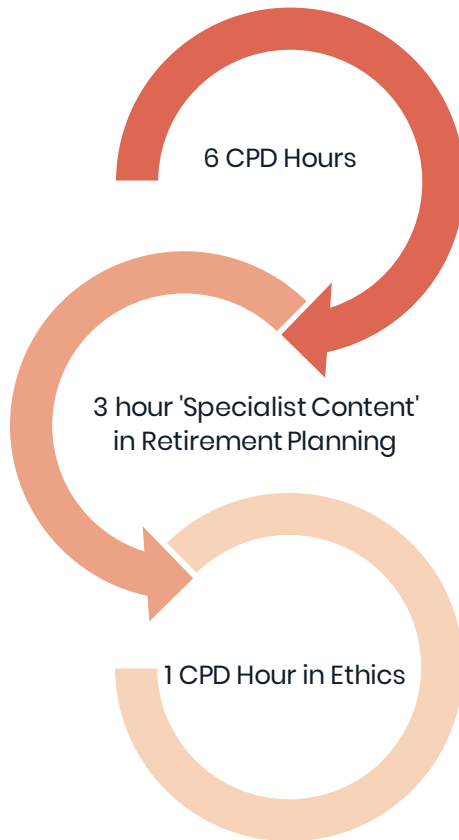 6 CPD Hours
3 hour 'Specialist Content'
in Retirement Planning
1 CPD Hour in Ethics